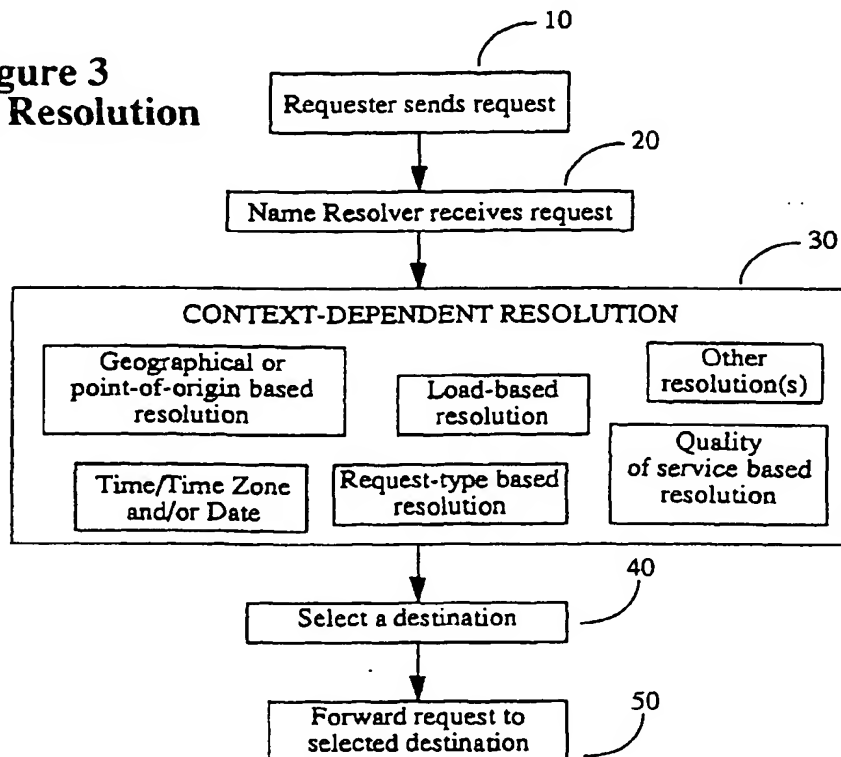 10
gure 3
Resolution
Requester sends request
20
Name Resolver receives request
30
CONTEXT-DEPENDENT RESOLUTION
Geographical or
point-of-origin based
resolution
Load-based
resolution
Other
resolution(s)
Time/Time Zone
and/or Date
Request-type based
resolution
Quality
of service based
resolution
40
Select a destination
50
Forward request to
selected destination